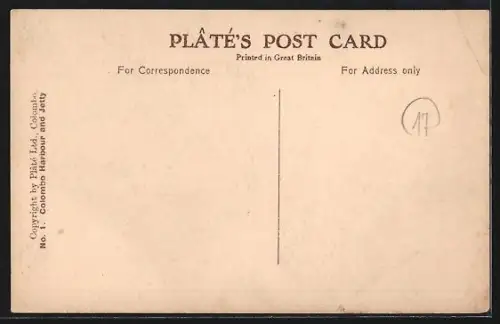 PLÂTÉ'S POST CARD
Printed in Great Britain
For Correspondence
For Address only
17
Copyright by Plâté Ltd., Colombo.
No. 1. Colombo Harbour and Jetty